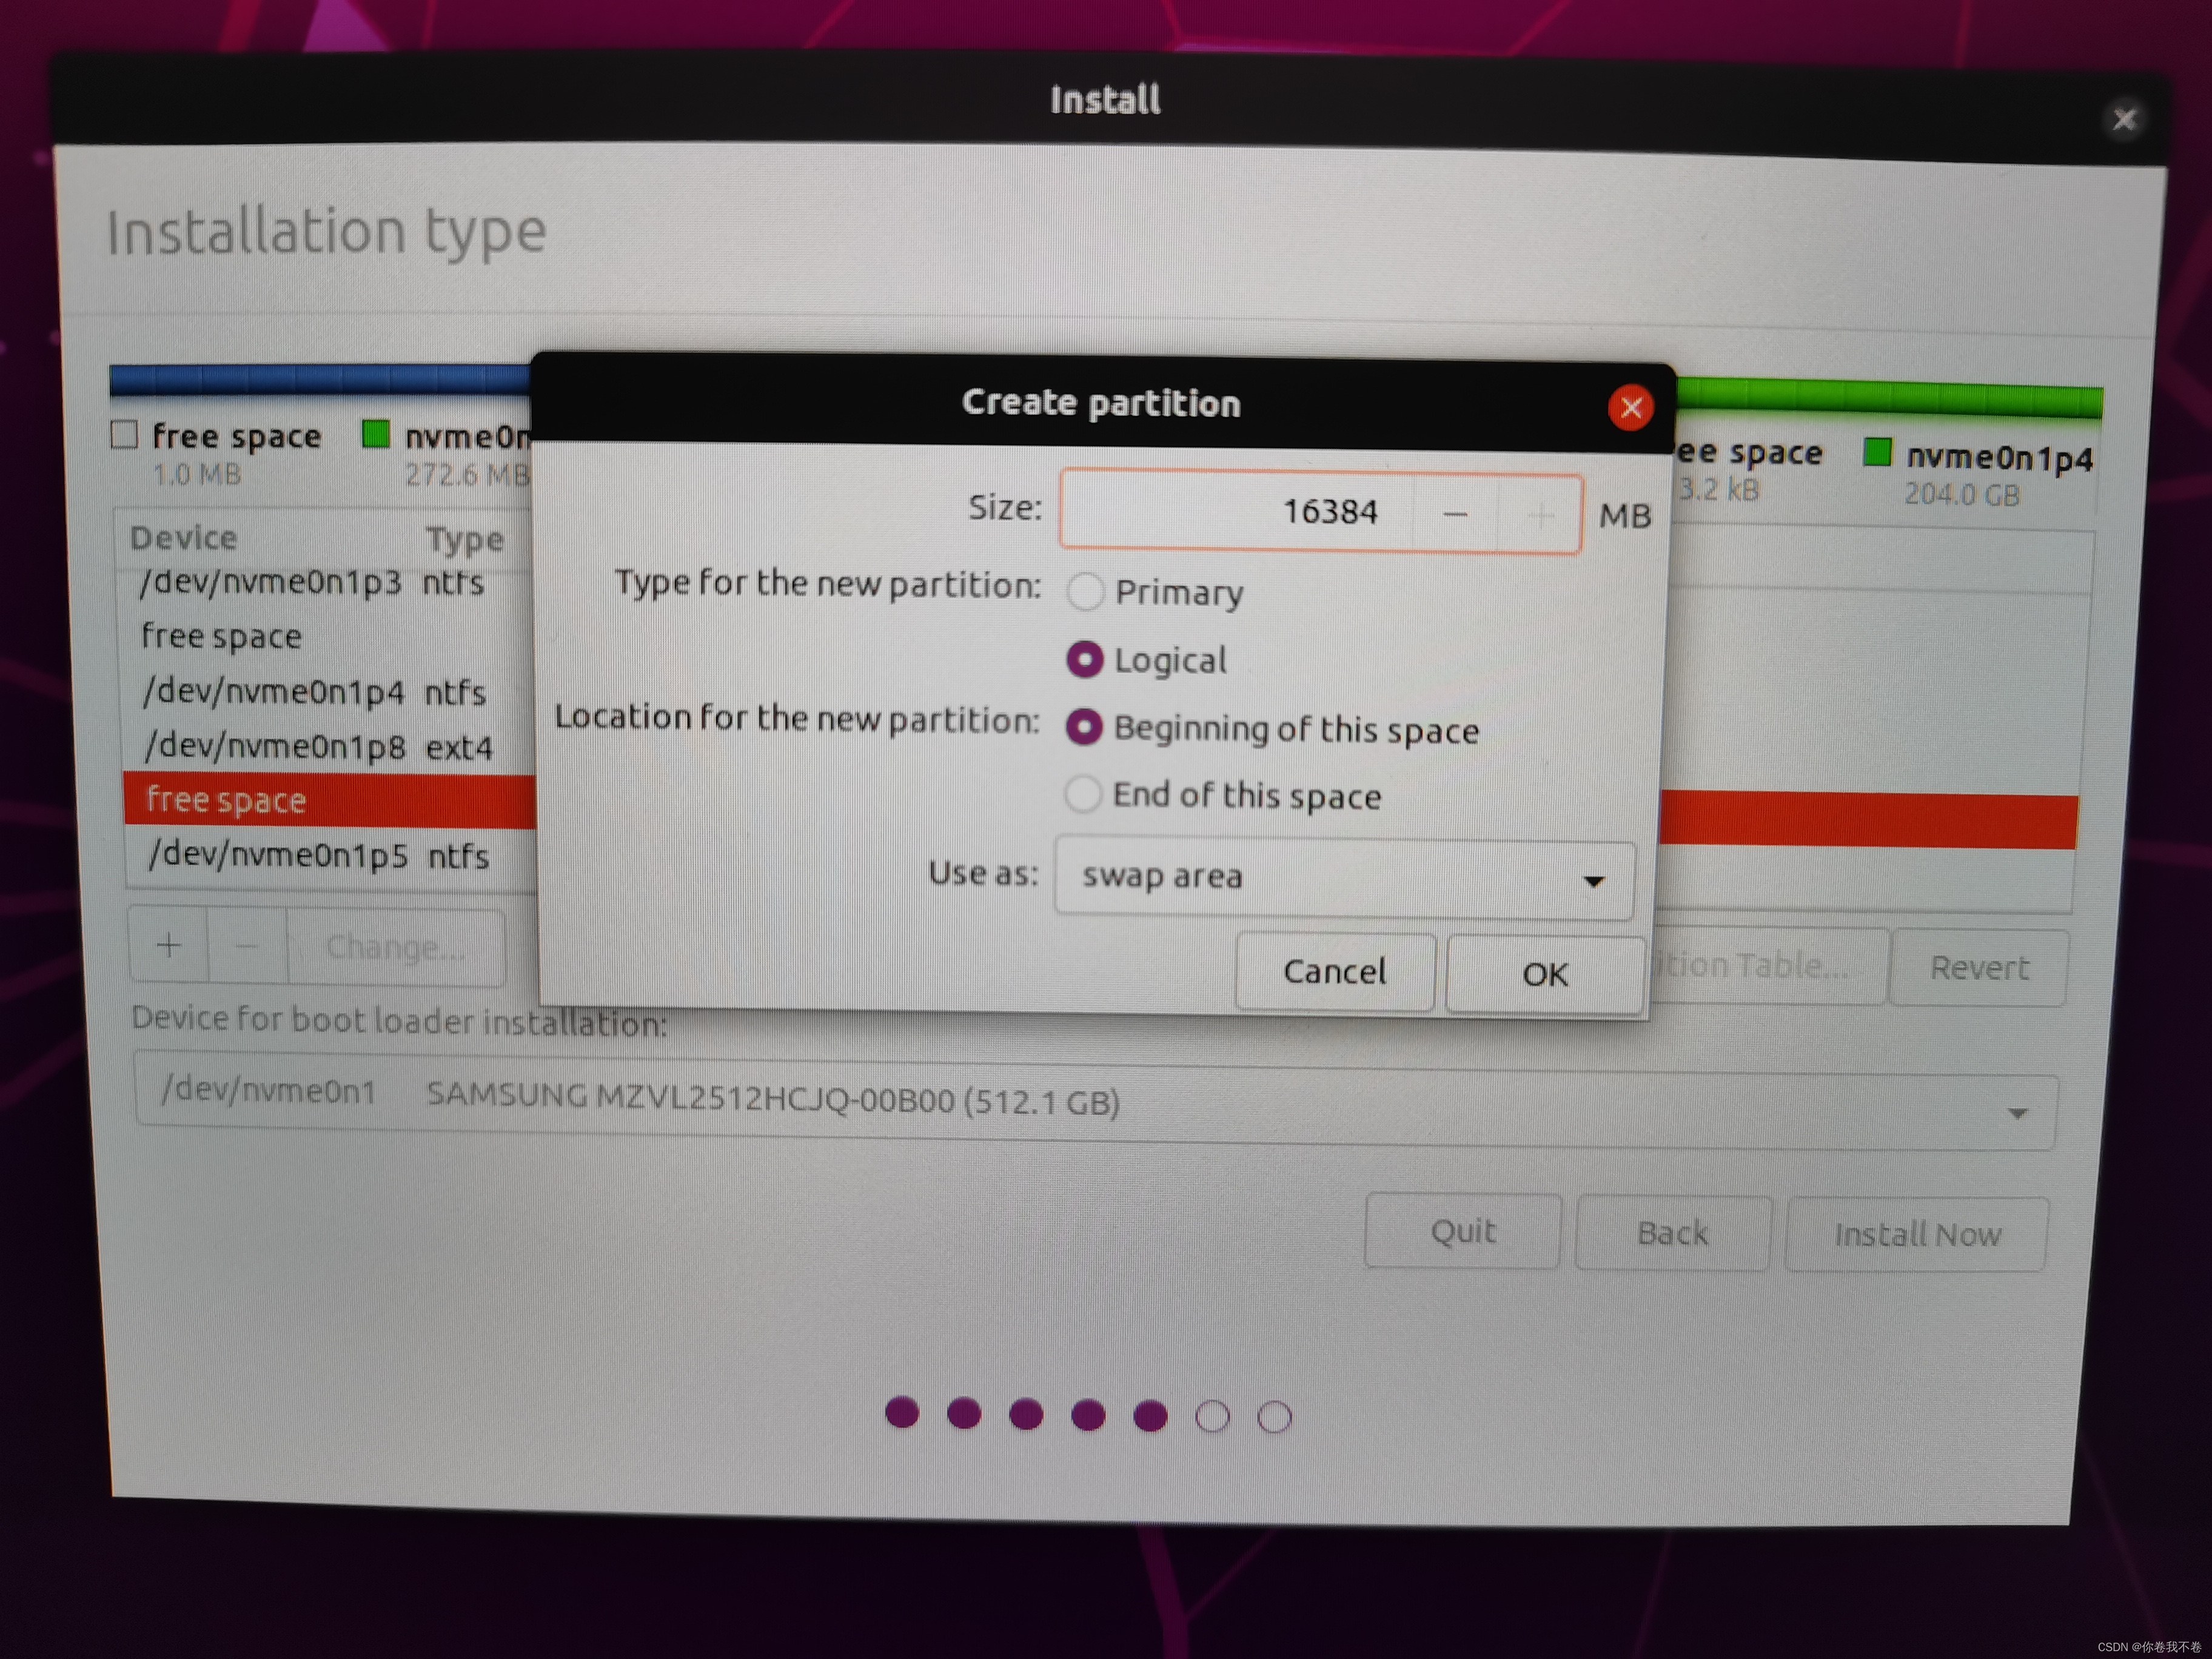 Install
Installation type
free space
1.0 MB
nvme0n
272.6 MB
ee space
3.2 kB
nvme0n1p4
204.0 GB
Device Type
/dev/nvme0n1p3 ntfs
free space
/dev/nvme0n1p4 ntfs
/dev/nvme0n1p8 ext4
free space
/dev/nvme0n1p5 ntfs
Create partition
Size: 16384 − + MB
Type for the new partition: Primary
Logical
Location for the new partition: Beginning of this space
End of this space
Use as: swap area
Cancel OK
+ − Change... ition Table... Revert
Device for boot loader installation:
/dev/nvme0n1 SAMSUNG MZVL2512HCJQ-00B00 (512.1 GB)
Quit Back Install Now
CSDN @你卷我不卷